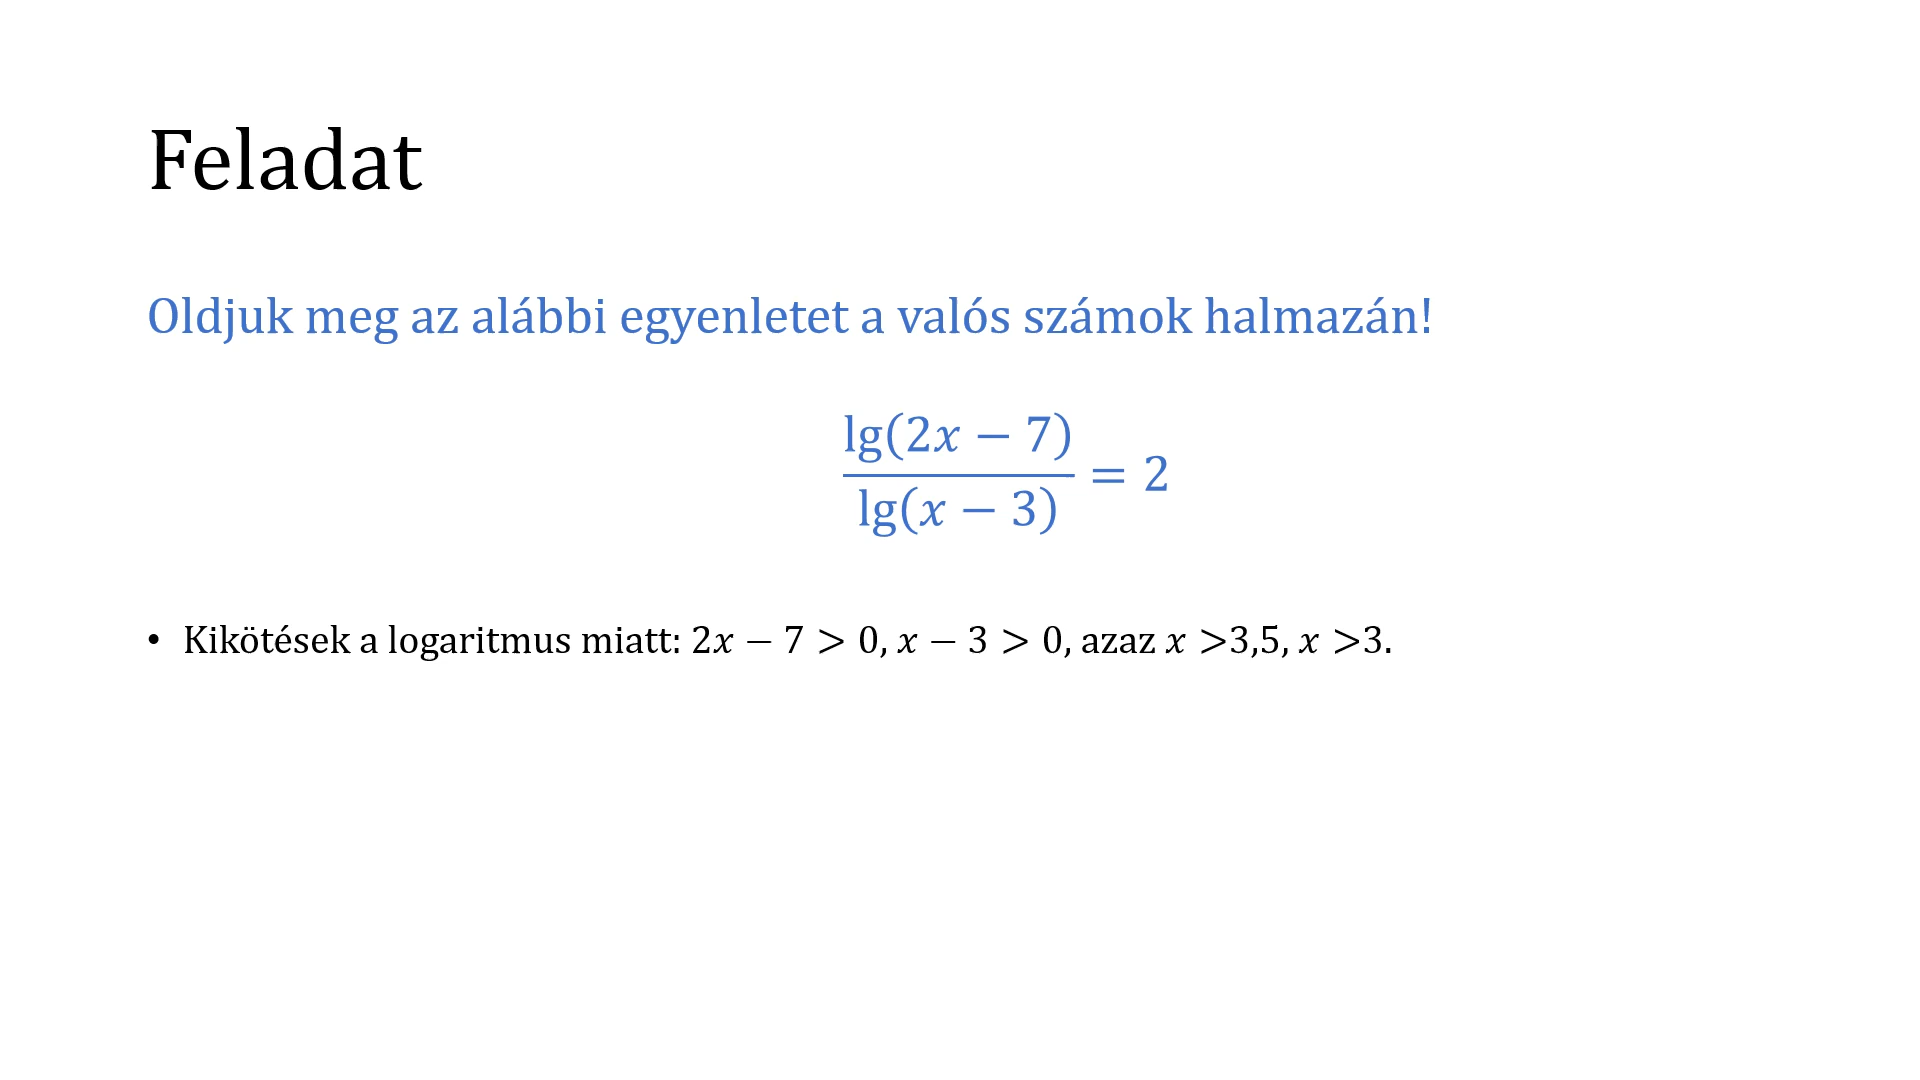 Feladat
Oldjuk meg az alábbi egyenletet a valós számok halmazán!
lg(2x − 7)
lg(x − 3)
= 2
• Kikötések a logaritmus miatt: 2x − 7 > 0, x − 3 > 0, azaz x >3,5, x >3.